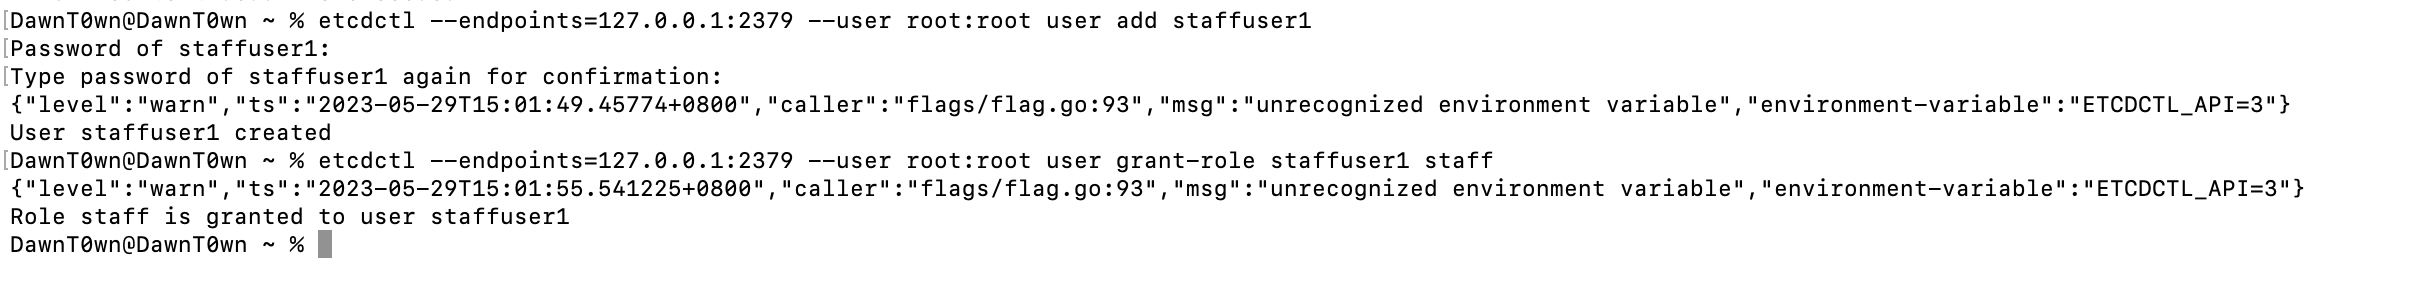 [DawnT0wn@DawnT0wn ~ % etcdctl --endpoints=127.0.0.1:2379 --user root:root user add staffuser1
[Password of staffuser1:
[Type password of staffuser1 again for confirmation:
{"level":"warn","ts":"2023-05-29T15:01:49.45774+0800","caller":"flags/flag.go:93","msg":"unrecognized environment variable","environment-variable":"ETCDCTL_API=3"}
User staffuser1 created
[DawnT0wn@DawnT0wn ~ % etcdctl --endpoints=127.0.0.1:2379 --user root:root user grant-role staffuser1 staff
{"level":"warn","ts":"2023-05-29T15:01:55.541225+0800","caller":"flags/flag.go:93","msg":"unrecognized environment variable","environment-variable":"ETCDCTL_API=3"}
Role staff is granted to user staffuser1
DawnT0wn@DawnT0wn ~ %